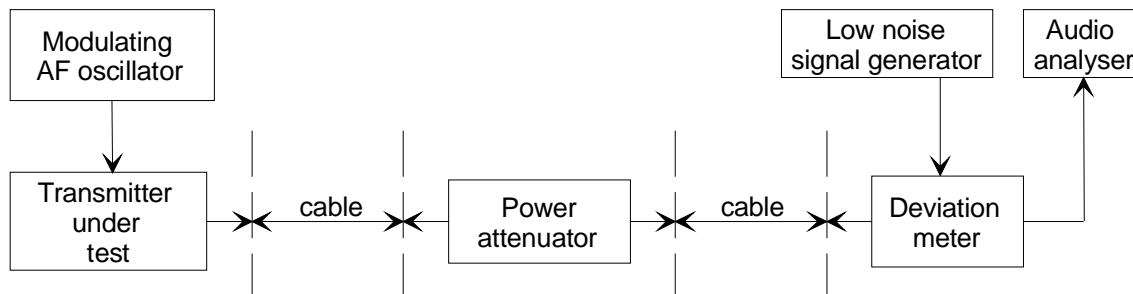 Modulating
AF oscillator
Low noise
signal generator
Audio
analyser
Transmitter
under
test
cable
Power
attenuator
cable
Deviation
meter